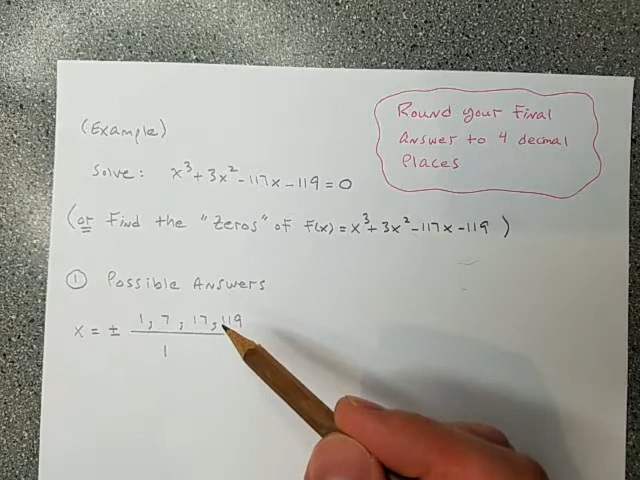 (Example)
Round your Final
Answer to 4 decimal
Places
Solve: x³+3x²-117x-119=0
(or Find the "Zeros" of f(x)=x³+3x²-117x-119)
① Possible Answers
x = ± 1, 7, 17, 119
1